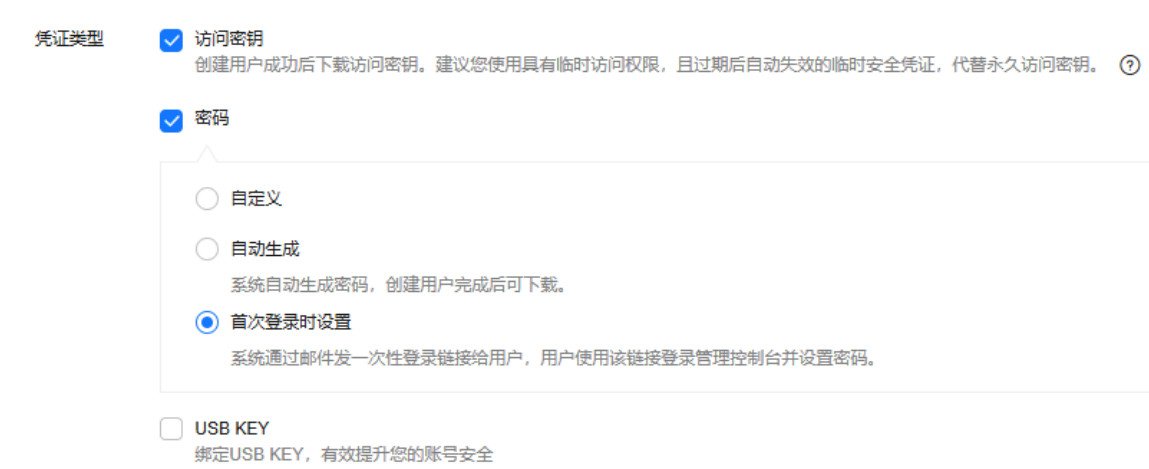 凭证类型
访问密钥
创建用户成功后下载访问密钥。建议您使用具有临时访问权限，且过期后自动失效的临时安全凭证，代替永久访问密钥。
密码
自定义
自动生成
系统自动生成密码，创建用户完成后可下载。
首次登录时设置
系统通过邮件发一次性登录链接给用户，用户使用该链接登录管理控制台并设置密码。
USB KEY
绑定USB KEY，有效提升您的账号安全